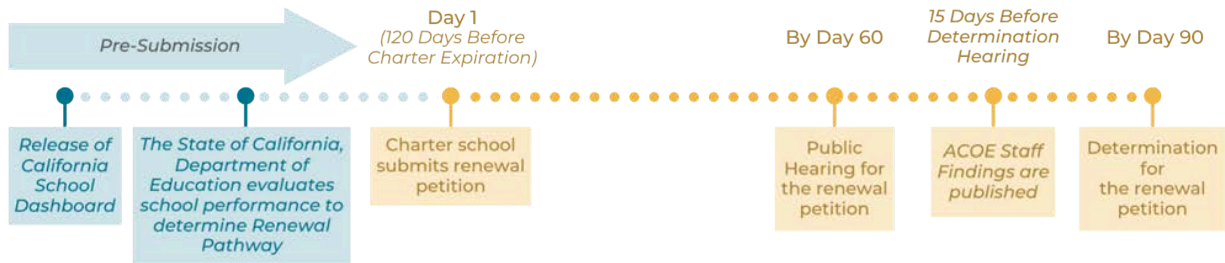 Pre-Submission
Day 1
(120 Days Before
Charter Expiration)
By Day 60
15 Days Before
Determination
Hearing
By Day 90
Release of
California
School
Dashboard
The State of California,
Department of
Education evaluates
school performance to
determine Renewal
Pathway
Charter school
submits renewal
petition
Public
Hearing for
the renewal
petition
ACOE Staff
Findings are
published
Determination
for
the renewal
petition